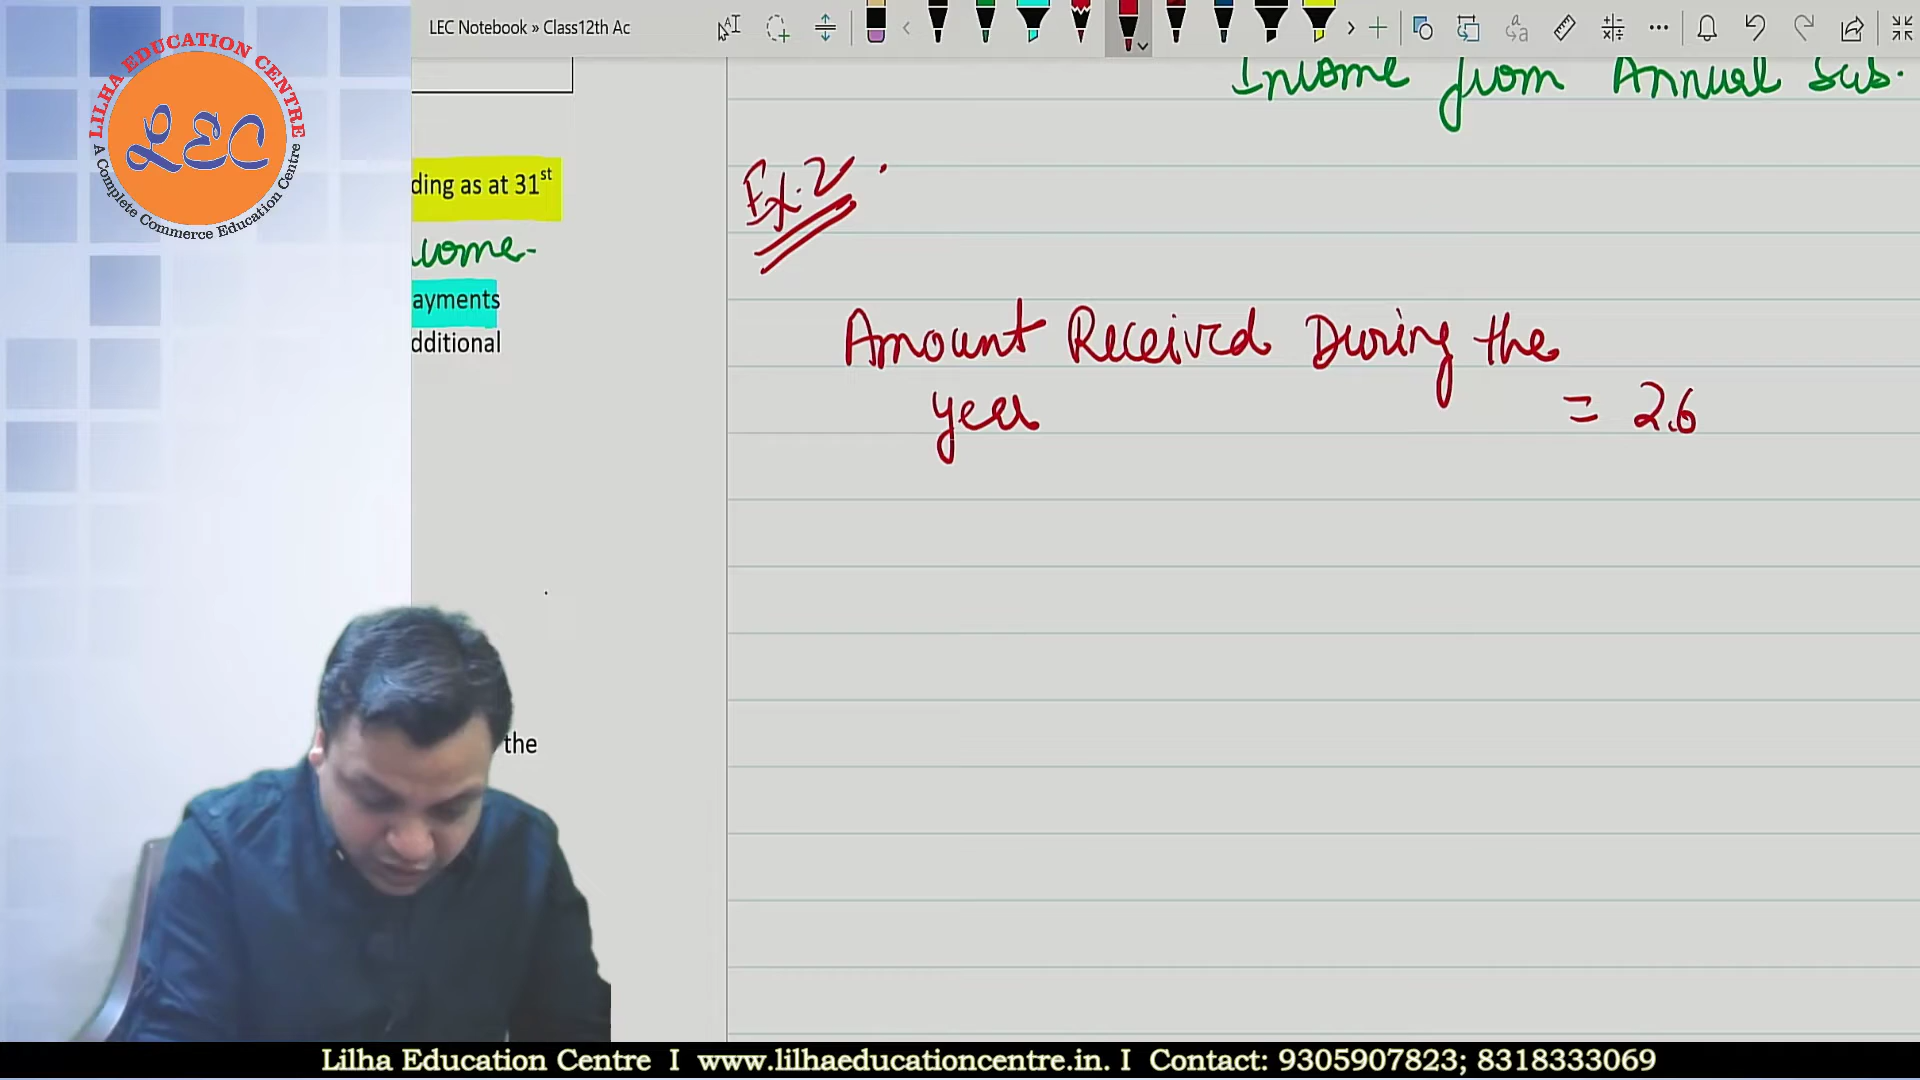 LILHA EDUCATION CENTRE
LEC
A Complete Commerce Education Centre
LEC Notebook » Class12th Ac
Income from Annual Sub.
ding as at 31st
come-
ayments
dditional
the
Ex.2
Amount Received During the
year = 2.6
Lilha Education Centre I www.lilhaeducationcentre.in. I Contact: 9305907823; 8318333069